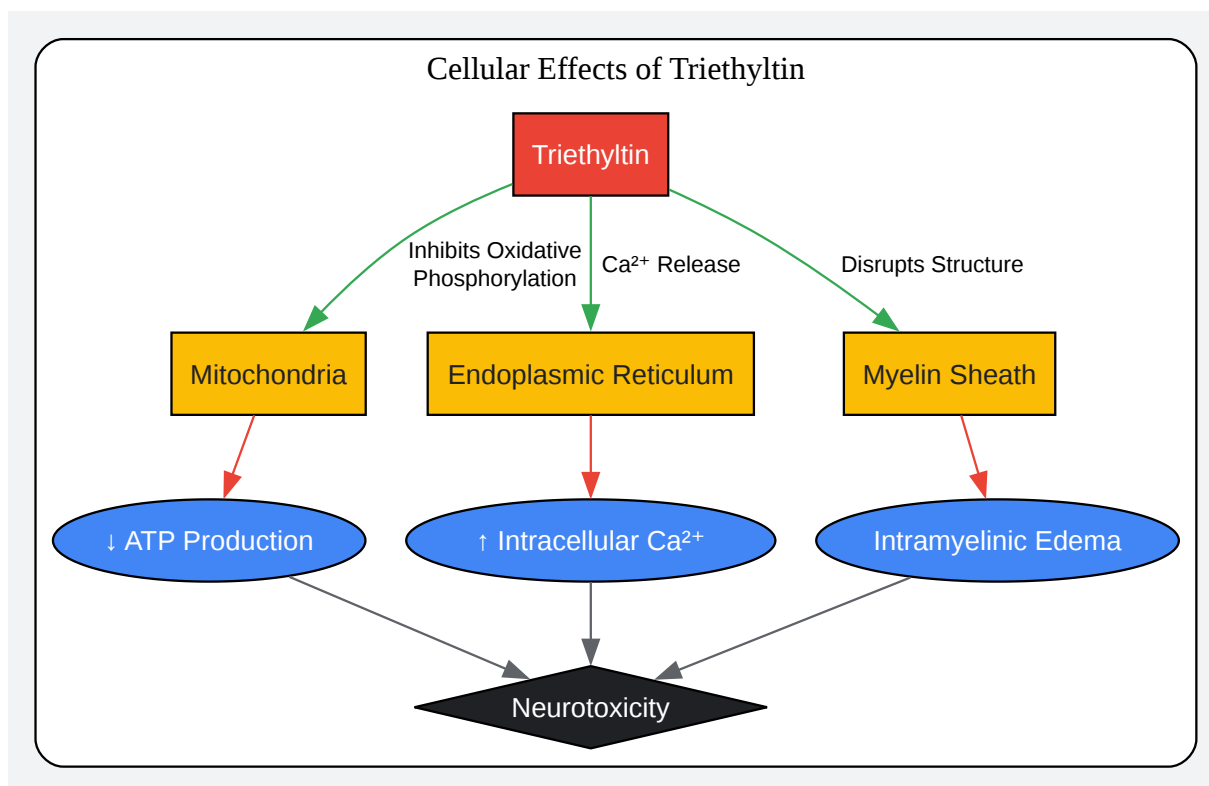 Cellular Effects of Triethyltin
Triethyltin
Inhibits Oxidative
Phosphorylation
Ca²⁺ Release
Disrupts Structure
Mitochondria
Endoplasmic Reticulum
Myelin Sheath
↓ ATP Production
↑ Intracellular Ca²⁺
Intramyelinic Edema
Neurotoxicity